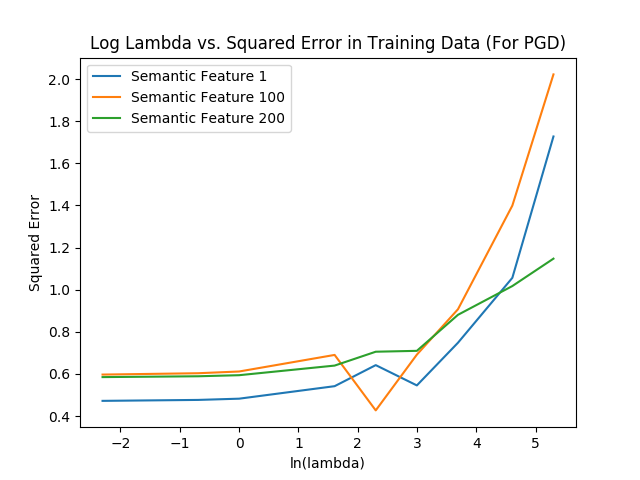 Log Lambda vs. Squared Error in Training Data (For PGD)
Semantic Feature 1
Semantic Feature 100
Semantic Feature 200
2.0
1.8
1.6
1.4
1.2
1.0
0.8
0.6
0.4
Squared Error
−2 −1 0 1 2 3 4 5
ln(lambda)